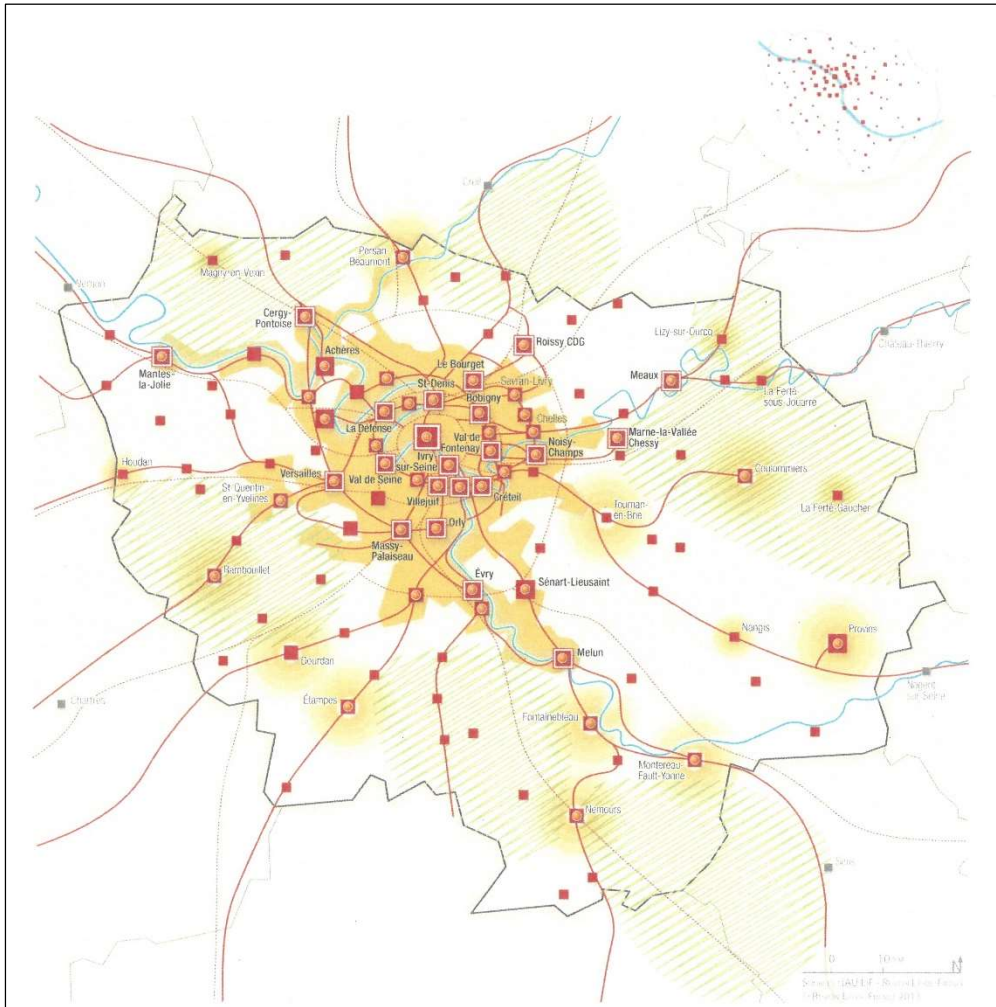 Creil
Persan
Beaumont
Magny-en-Vexin
Vernon
Cergy-
Pontoise
Lizy-sur-Ourcq
Château-Thierry
Roissy CDG
Achères
Le Bourget
Mantes-
la-Jolie
St-Denis
Sevran-Livry
Meaux
La Ferté
sous-Jouarre
Bobigny
La Défense
Chelles
Val de
Fontenay
Noisy-
Champs
Marne-la-Vallée
Chessy
Ivry
sur-Seine
Houdan
Versailles
Val de Seine
Coulommiers
St-Quentin
en-Yvelines
Villejuif
Créteil
La Ferté-Gaucher
Tournan-
en-Brie
Orly
Massy-
Palaiseau
Rambouillet
Évry
Sénart-Lieusaint
Nangis
Provins
Dourdan
Melun
Nogent
sur-Seine
Chartres
Étampes
Fontainebleau
Montereau-
Fault-Yonne
Nemours
Sens
0 10 km
N